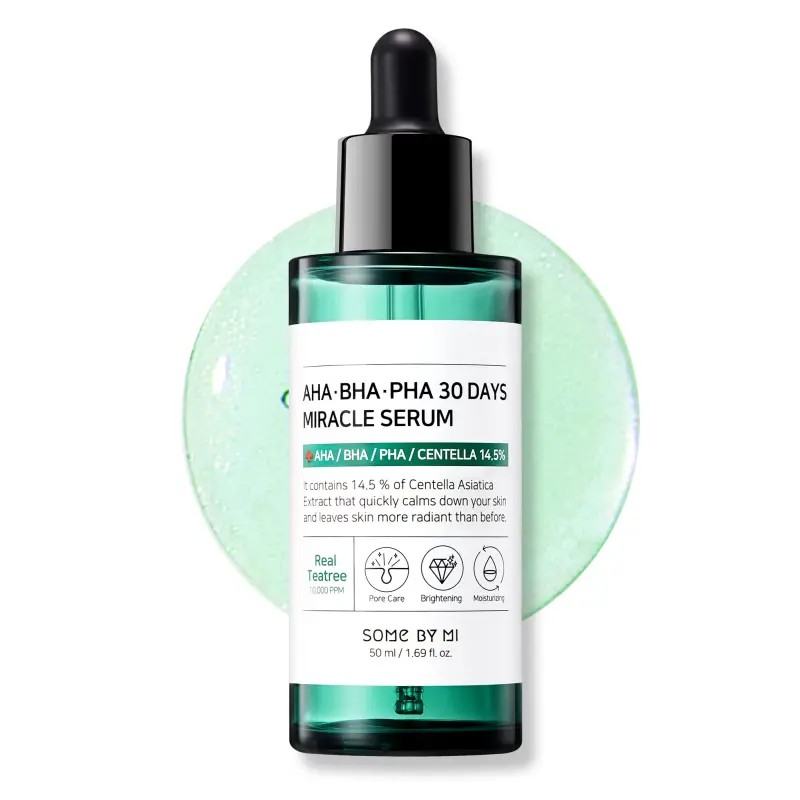 AHA·BHA·PHA 30 DAYS
MIRACLE SERUM
AHA / BHA / PHA / CENTELLA 14.5%
It contains 14.5 % of Centella Asiatica
Extract that quickly calms down your skin
and leaves skin more radiant than before.
Real
Teatree
10,000 PPM
Pore Care
Brightening
Moisturizing
SOME BY MI
50 ml / 1.69 fl. oz.